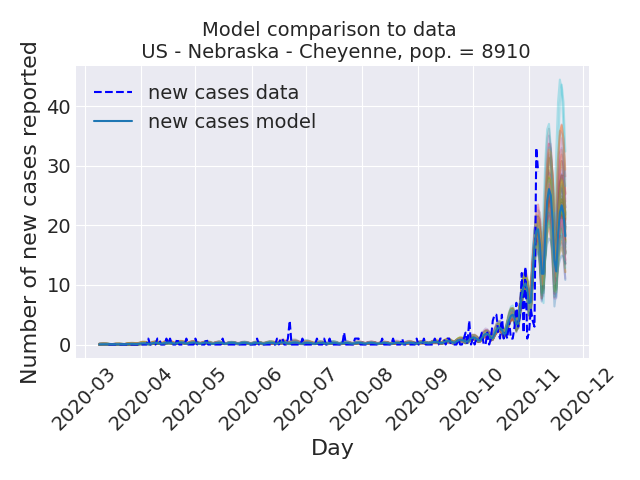 Model comparison to data
US - Nebraska - Cheyenne, pop. = 8910
Number of new cases reported
new cases data
new cases model
40
30
20
10
0
2020-03
2020-04
2020-05
2020-06
2020-07
2020-08
2020-09
2020-10
2020-11
2020-12
Day